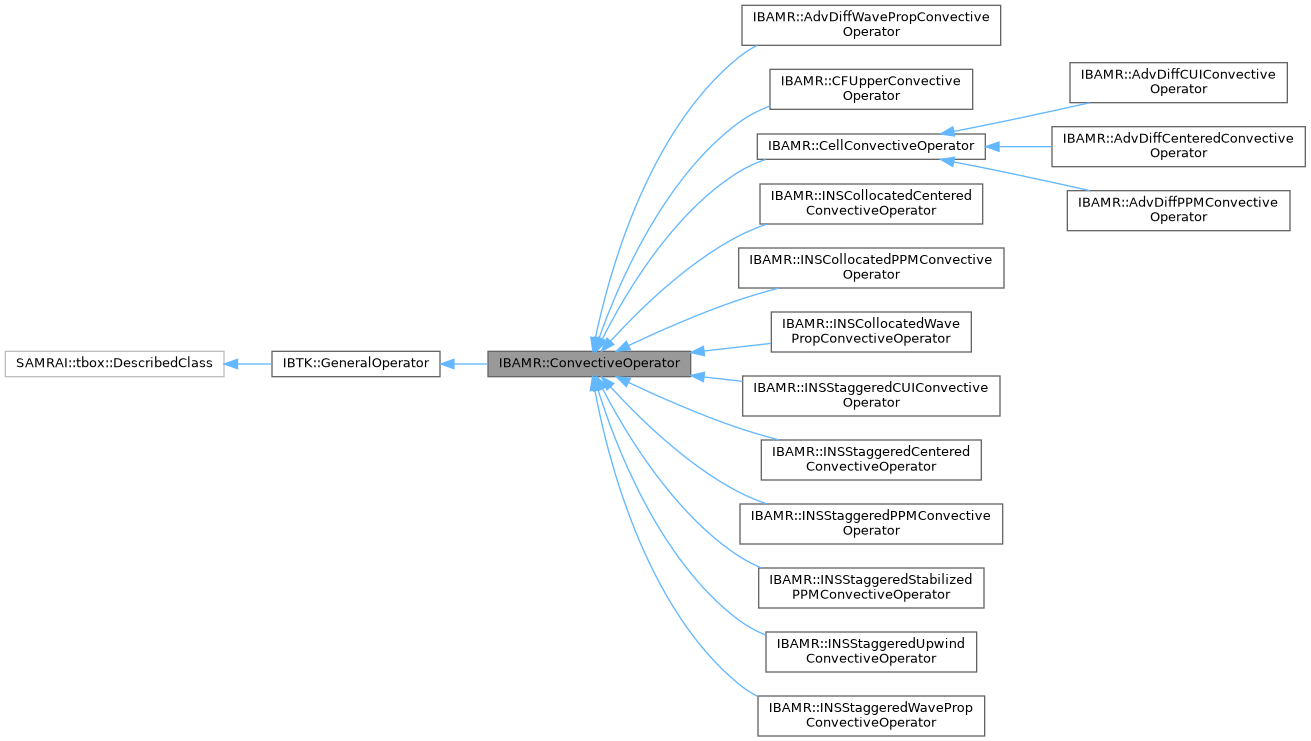 IBAMR::AdvDiffWavePropConvective
Operator
IBAMR::CFUpperConvective
Operator
IBAMR::AdvDiffCUIConvective
Operator
IBAMR::CellConvectiveOperator
IBAMR::AdvDiffCenteredConvective
Operator
IBAMR::INSCollocatedCentered
ConvectiveOperator
IBAMR::AdvDiffPPMConvective
Operator
IBAMR::INSCollocatedPPMConvective
Operator
IBAMR::INSCollocatedWave
PropConvectiveOperator
SAMRAI::tbox::DescribedClass
IBTK::GeneralOperator
IBAMR::ConvectiveOperator
IBAMR::INSStaggeredCUIConvective
Operator
IBAMR::INSStaggeredCentered
ConvectiveOperator
IBAMR::INSStaggeredPPMConvective
Operator
IBAMR::INSStaggeredStabilized
PPMConvectiveOperator
IBAMR::INSStaggeredUpwind
ConvectiveOperator
IBAMR::INSStaggeredWaveProp
ConvectiveOperator